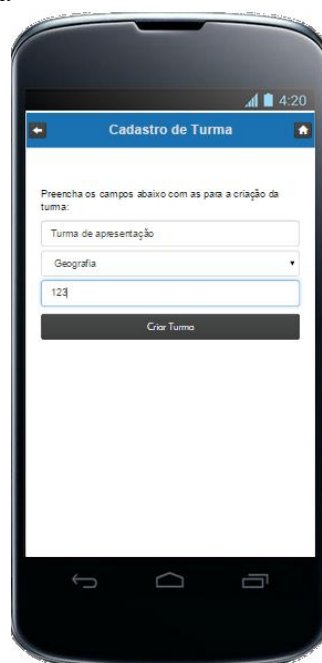 4:20
Cadastro de Turma
Preencha os campos abaixo com as para a criação da
turma:
Turma de apresentação
Geografia
123
Criar Turma